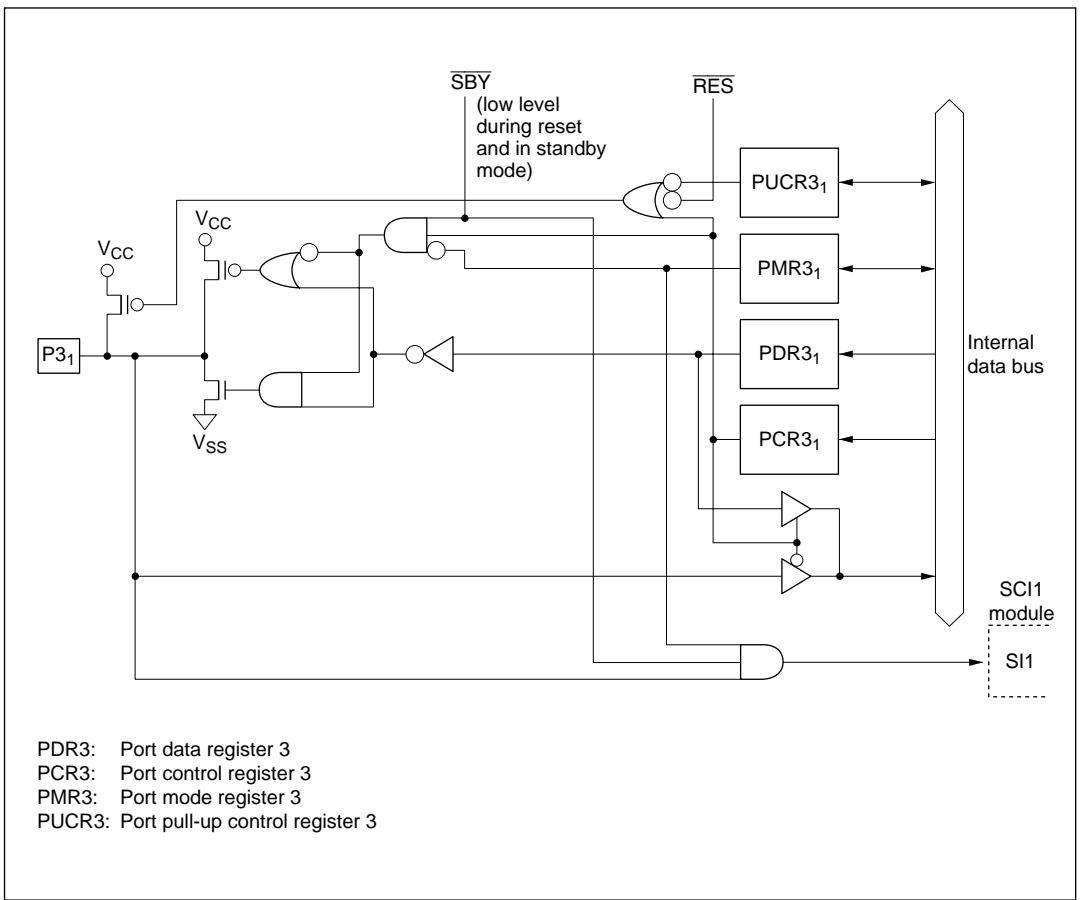 SBY
(low level
during reset
and in standby
mode)
RES
PUCR3₁
VCC
VCC
PMR3₁
P3₁
PDR3₁
Internal
data bus
VSS
PCR3₁
SCI1
module
SI1
PDR3: Port data register 3
PCR3: Port control register 3
PMR3: Port mode register 3
PUCR3: Port pull-up control register 3